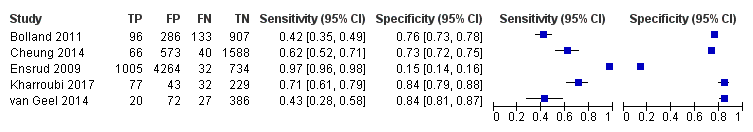 Study TP FP FN TN Sensitivity (95% CI) Specificity (95% CI) Sensitivity (95% CI) Specificity (95% CI)
Bolland 2011 96 286 133 907 0.42 [0.35, 0.49] 0.76 [0.73, 0.78]
Cheung 2014 66 573 40 1588 0.62 [0.52, 0.71] 0.73 [0.72, 0.75]
Ensrud 2009 1005 4264 32 734 0.97 [0.96, 0.98] 0.15 [0.14, 0.16]
Kharroubi 2017 77 43 32 229 0.71 [0.61, 0.79] 0.84 [0.79, 0.88]
van Geel 2014 20 72 27 386 0.43 [0.28, 0.58] 0.84 [0.81, 0.87]
0 0.2 0.4 0.6 0.8 1 0 0.2 0.4 0.6 0.8 1